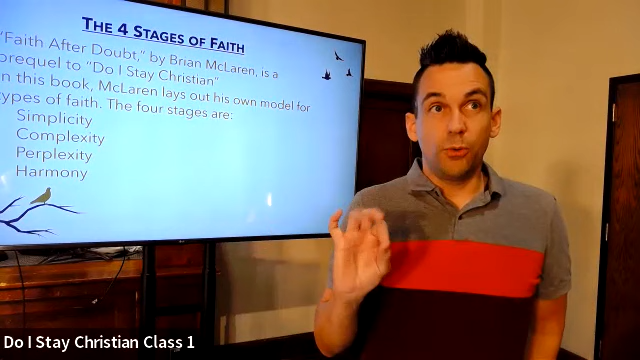 THE 4 STAGES OF FAITH
"Faith After Doubt," by Brian McLaren, is a
prequel to "Do I Stay Christian"
n this book, McLaren lays out his own model for
types of faith. The four stages are:
Simplicity
Complexity
Perplexity
Harmony
Do I Stay Christian Class 1